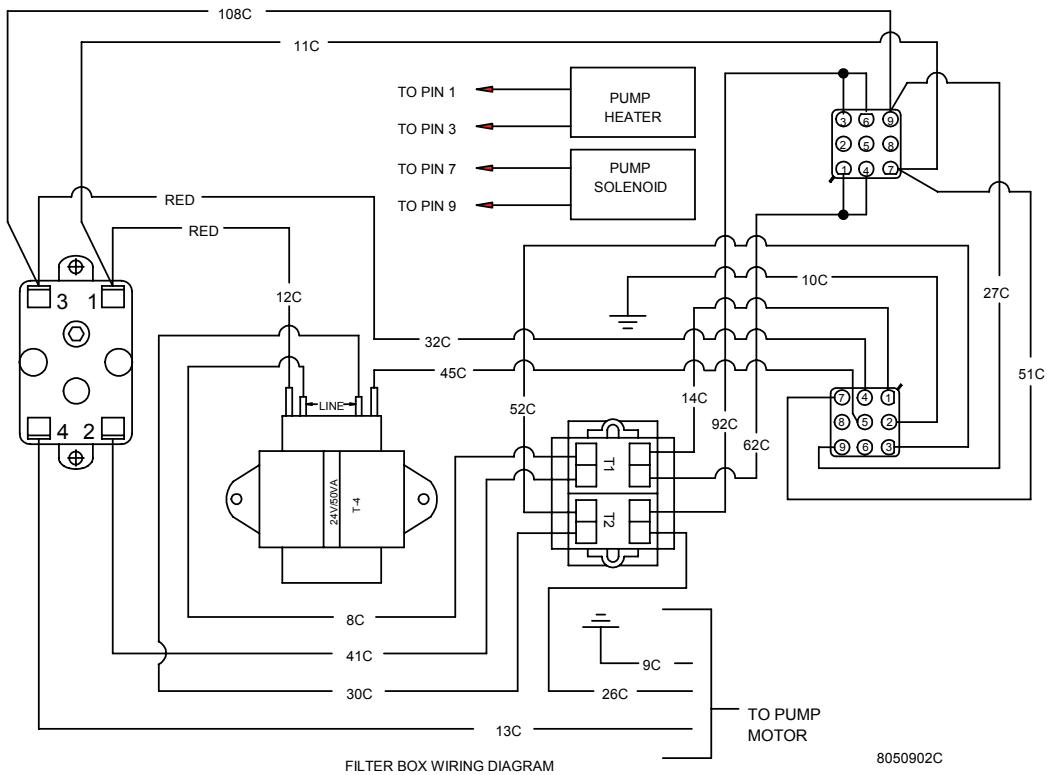 108C
11C
TO PIN 1
PUMP
HEATER
TO PIN 3
TO PIN 7
PUMP
SOLENOID
TO PIN 9
3 6 9
2 5 8
1 4 7
RED
RED
12C
10C
27C
3 1
32C
45C
51C
LINE
52C
14C
92C
62C
7 4 1
8 5 2
9 6 3
4 2
24V/50VA
T-4
T1
T2
8C
41C
9C
30C
26C
13C
TO PUMP
MOTOR
FILTER BOX WIRING DIAGRAM
8050902C